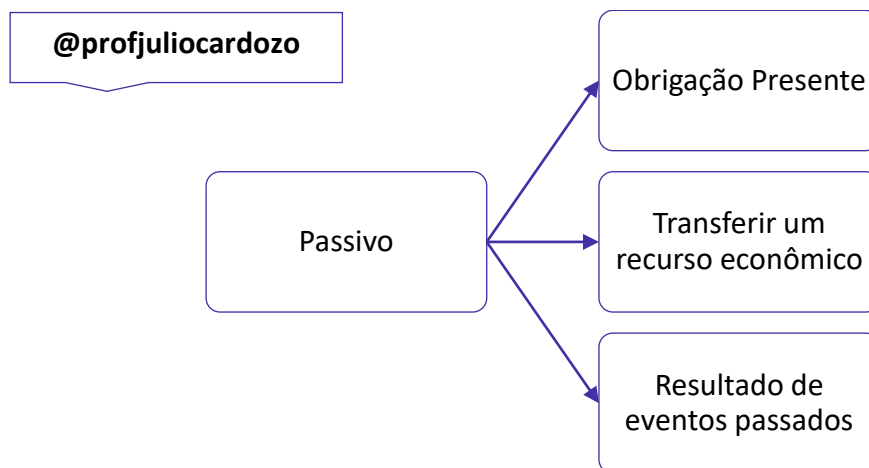 @profjuliocardozo
Obrigação Presente
Passivo
Transferir um
recurso econômico
Resultado de
eventos passados